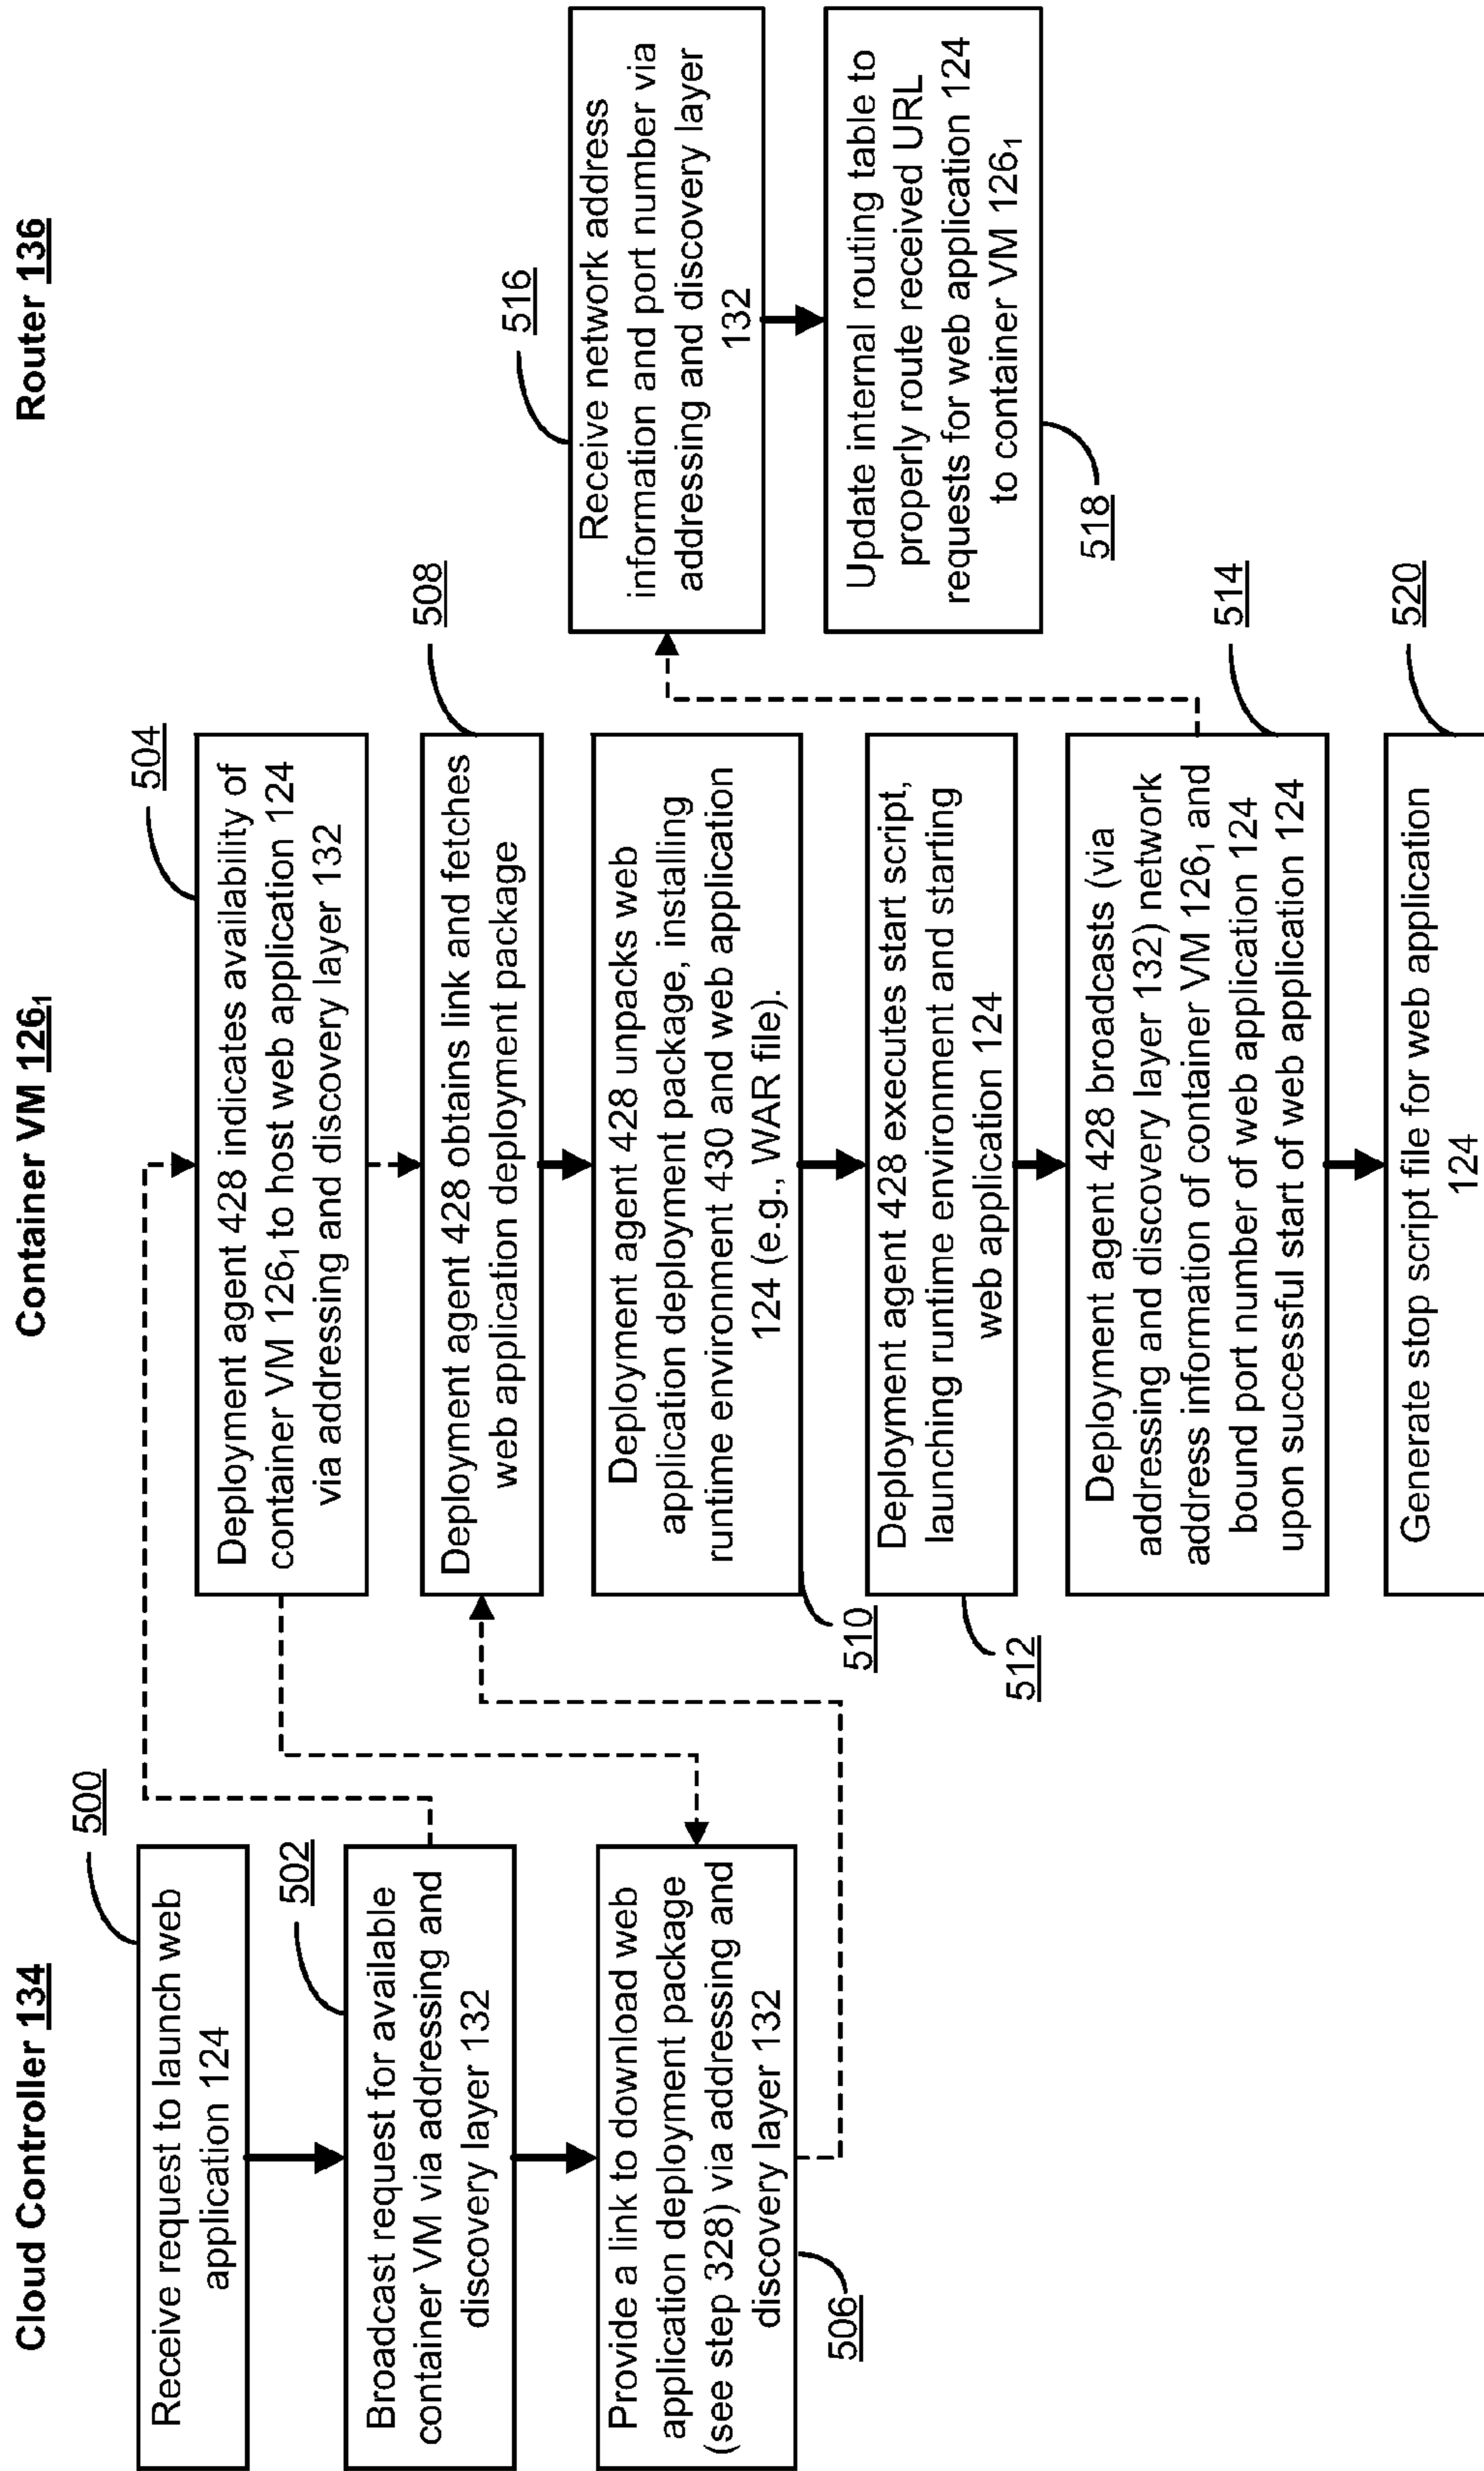 Cloud Controller 134
500
Receive request to launch web
application 124
502
Broadcast request for available
container VM via addressing and
discovery layer 132
Provide a link to download web
application deployment package
(see step 328) via addressing and
discovery layer 132
506
Container VM 126₁
504
Deployment agent 428 indicates availability of
container VM 126₁ to host web application 124
via addressing and discovery layer 132
508
Deployment agent 428 obtains link and fetches
web application deployment package
Deployment agent 428 unpacks web
application deployment package, installing
runtime environment 430 and web application
124 (e.g., WAR file).
510
Deployment agent 428 executes start script,
launching runtime environment and starting
web application 124
512
Deployment agent 428 broadcasts (via
addressing and discovery layer 132) network
address information of container VM 126₁ and
bound port number of web application 124
upon successful start of web application 124
514
Generate stop script file for web application
124
520
Router 136
516
Receive network address
information and port number via
addressing and discovery layer
132
Update internal routing table to
properly route received URL
requests for web application 124
to container VM 126₁
518